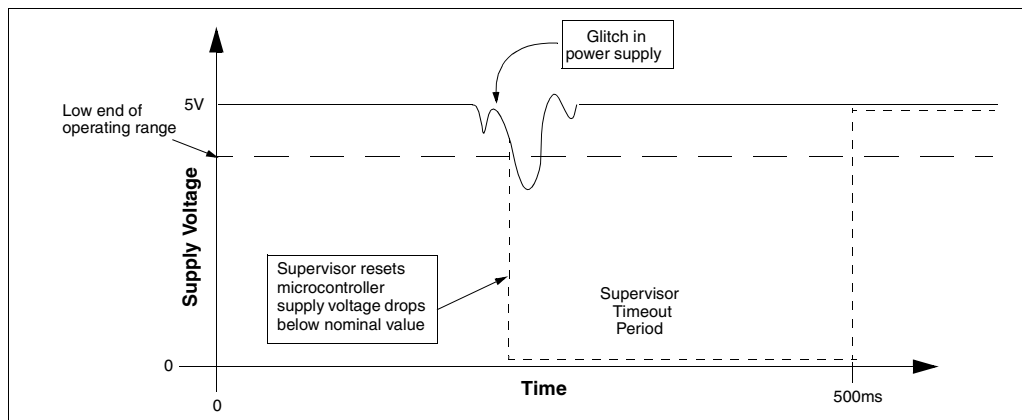 Glitch in
power supply
5V
Low end of
operating range
Supply Voltage
Supervisor resets
microcontroller
supply voltage drops
below nominal value
Supervisor
Timeout
Period
0
Time
0
500ms